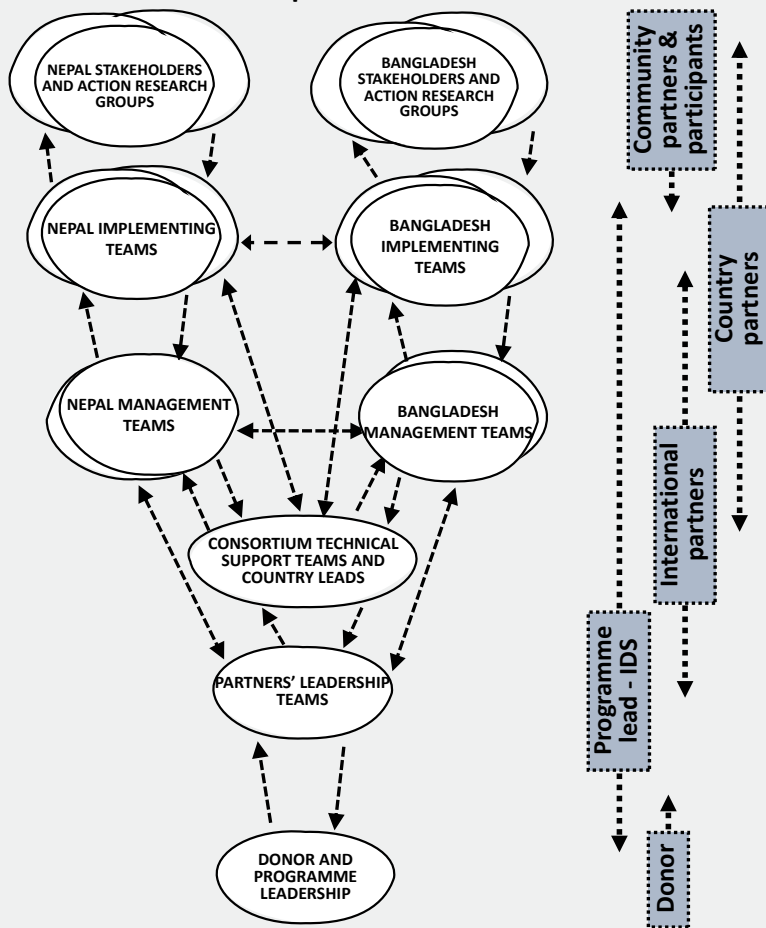 NEPAL STAKEHOLDERS
AND ACTION RESEARCH
GROUPS
BANGLADESH
STAKEHOLDERS AND
ACTION RESEARCH
GROUPS
NEPAL IMPLEMENTING
TEAMS
BANGLADESH
IMPLEMENTING
TEAMS
NEPAL MANAGEMENT
TEAMS
BANGLADESH
MANAGEMENT TEAMS
CONSORTIUM TECHNICAL
SUPPORT TEAMS AND
COUNTRY LEADS
PARTNERS’ LEADERSHIP
TEAMS
DONOR AND
PROGRAMME
LEADERSHIP
Community
partners &
participants
Country
partners
International
partners
Programme
lead - IDS
Donor